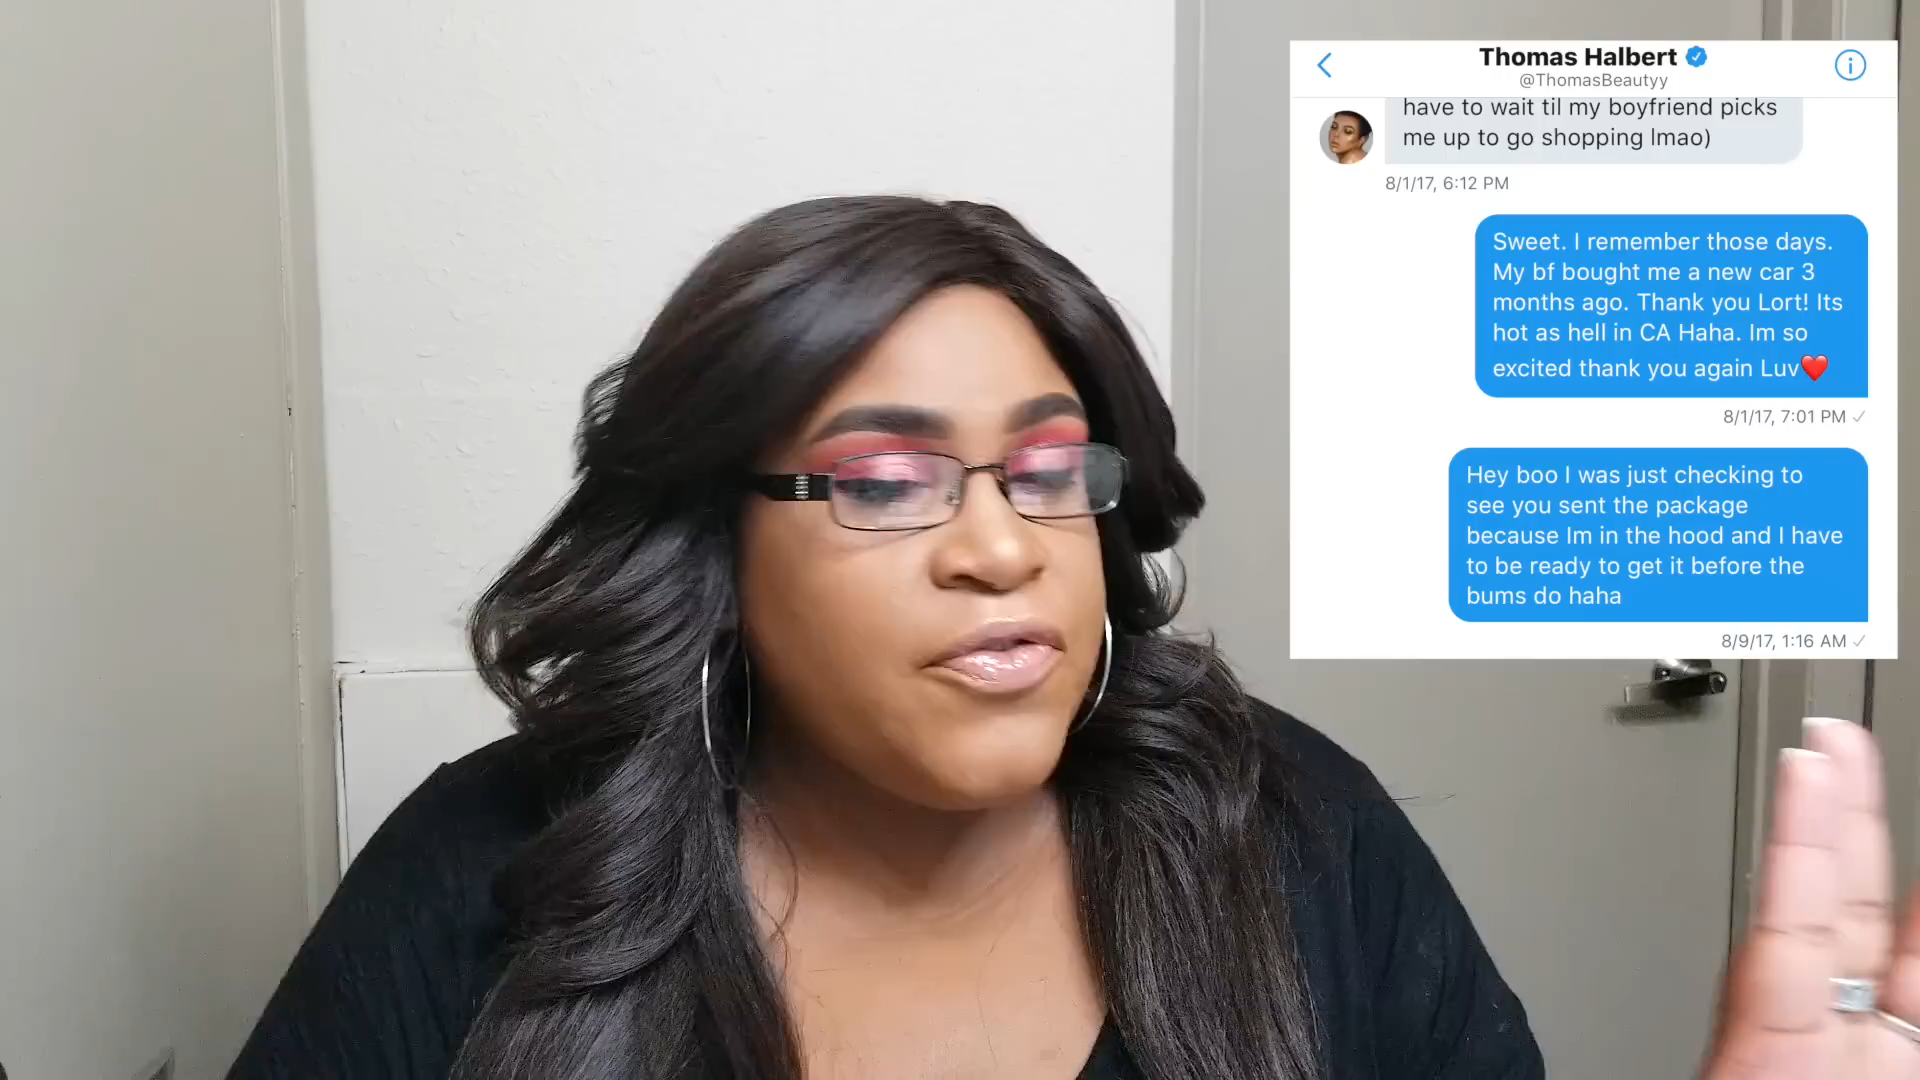 Thomas Halbert
@ThomasBeautyy
have to wait til my boyfriend picks
me up to go shopping lmao)
8/1/17, 6:12 PM
Sweet. I remember those days.
My bf bought me a new car 3
months ago. Thank you Lort! Its
hot as hell in CA Haha. Im so
excited thank you again Luv❤️
8/1/17, 7:01 PM ✓
Hey boo I was just checking to
see you sent the package
because Im in the hood and I have
to be ready to get it before the
bums do haha
8/9/17, 1:16 AM ✓